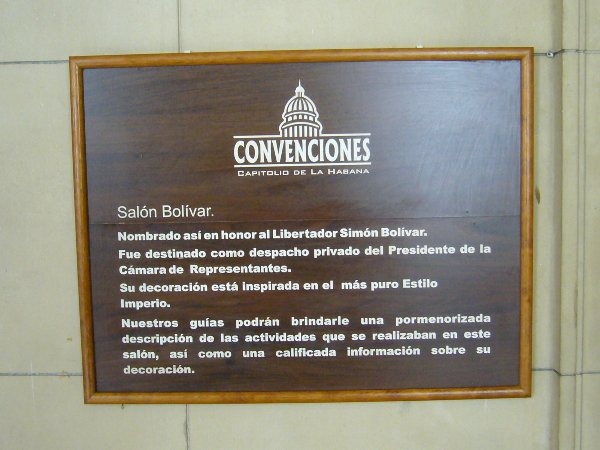 CONVENCIONES
CAPITOLIO DE LA HABANA
Salón Bolívar.
Nombrado así en honor al Libertador Simón Bolívar.
Fue destinado como despacho privado del Presidente de la
Cámara de Representantes.
Su decoración está inspirada en el más puro Estilo
Imperio.
Nuestros guías podrán brindarle una pormenorizada
descripción de las actividades que se realizaban en este
salón, así como una calificada información sobre su
decoración.